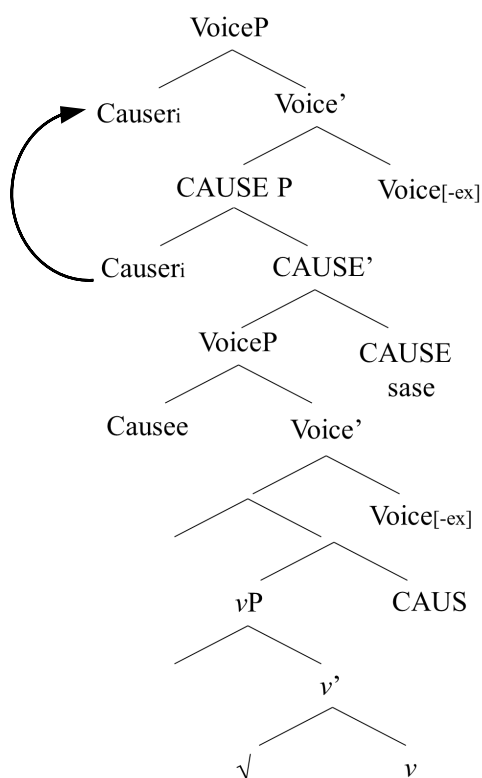 VoiceP
Causeri Voice’
CAUSE P Voice[-ex]
Causeri CAUSE’
VoiceP CAUSE
sase
Causee Voice’
Voice[-ex]
vP CAUS
v’
√ v